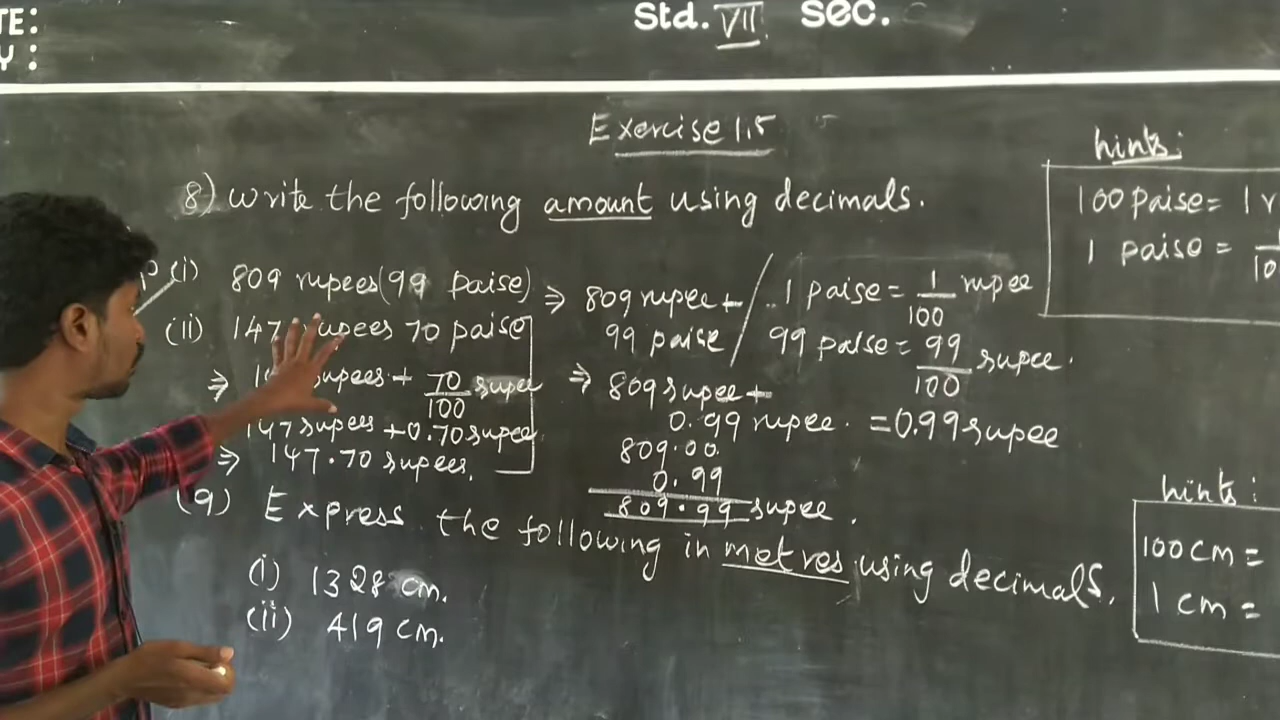 TE:
Y :
Std. VII sec.
Exercise 1.5
8) Write the following amount using decimals.
(i) 809 rupees (99 paise)
(ii) 147 rupees 70 paise
⇒ rupees + 70/100 rupee
147 rupees + 0.70 rupee
⇒ 147.70 rupees.
⇒ 809 rupee +
99 paise
⇒ 809 rupee +
0.99 rupee.
809.00
0.99
809.99 rupee.
1 paise = 1/100 rupee
99 paise = 99/100 rupee.
= 0.99 rupee
hints:
100 paise = 1 r
1 paise =
(9) Express the following in metres using decimals.
(i) 1328 cm.
(ii) 419 cm.
hints:
100 cm =
1 cm =